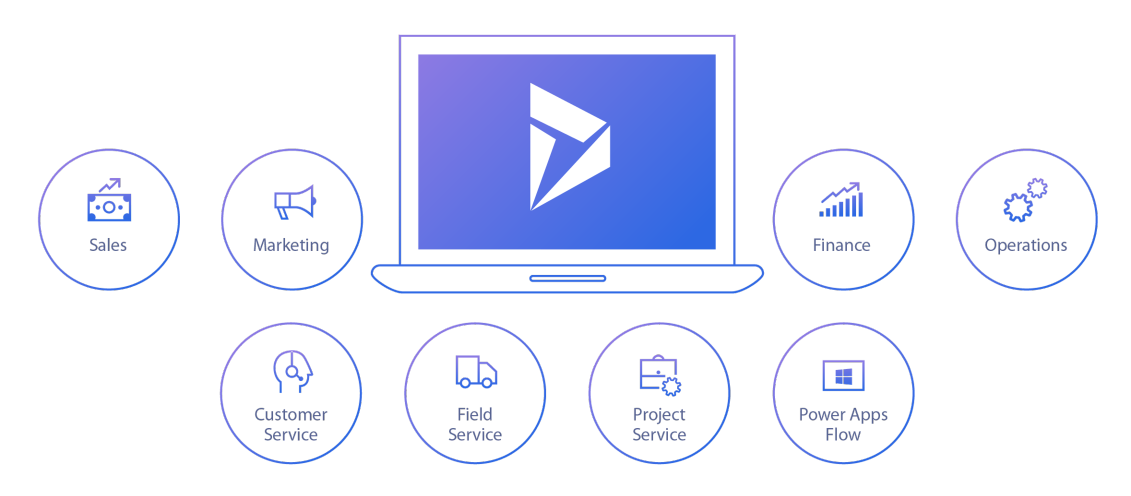 Sales
Marketing
Finance
Operations
Customer
Service
Field
Service
Project
Service
Power Apps
Flow